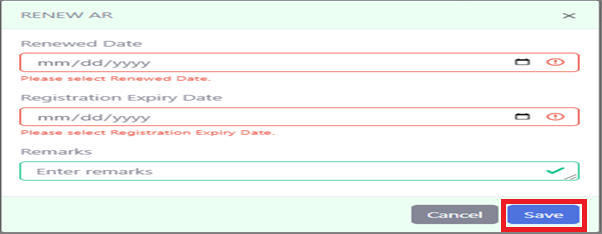 RENEW AR
Renewed Date
mm/dd/yyyy
Please select Renewed Date.
Registration Expiry Date
mm/dd/yyyy
Please select Registration Expiry Date.
Remarks
Enter remarks
Cancel Save